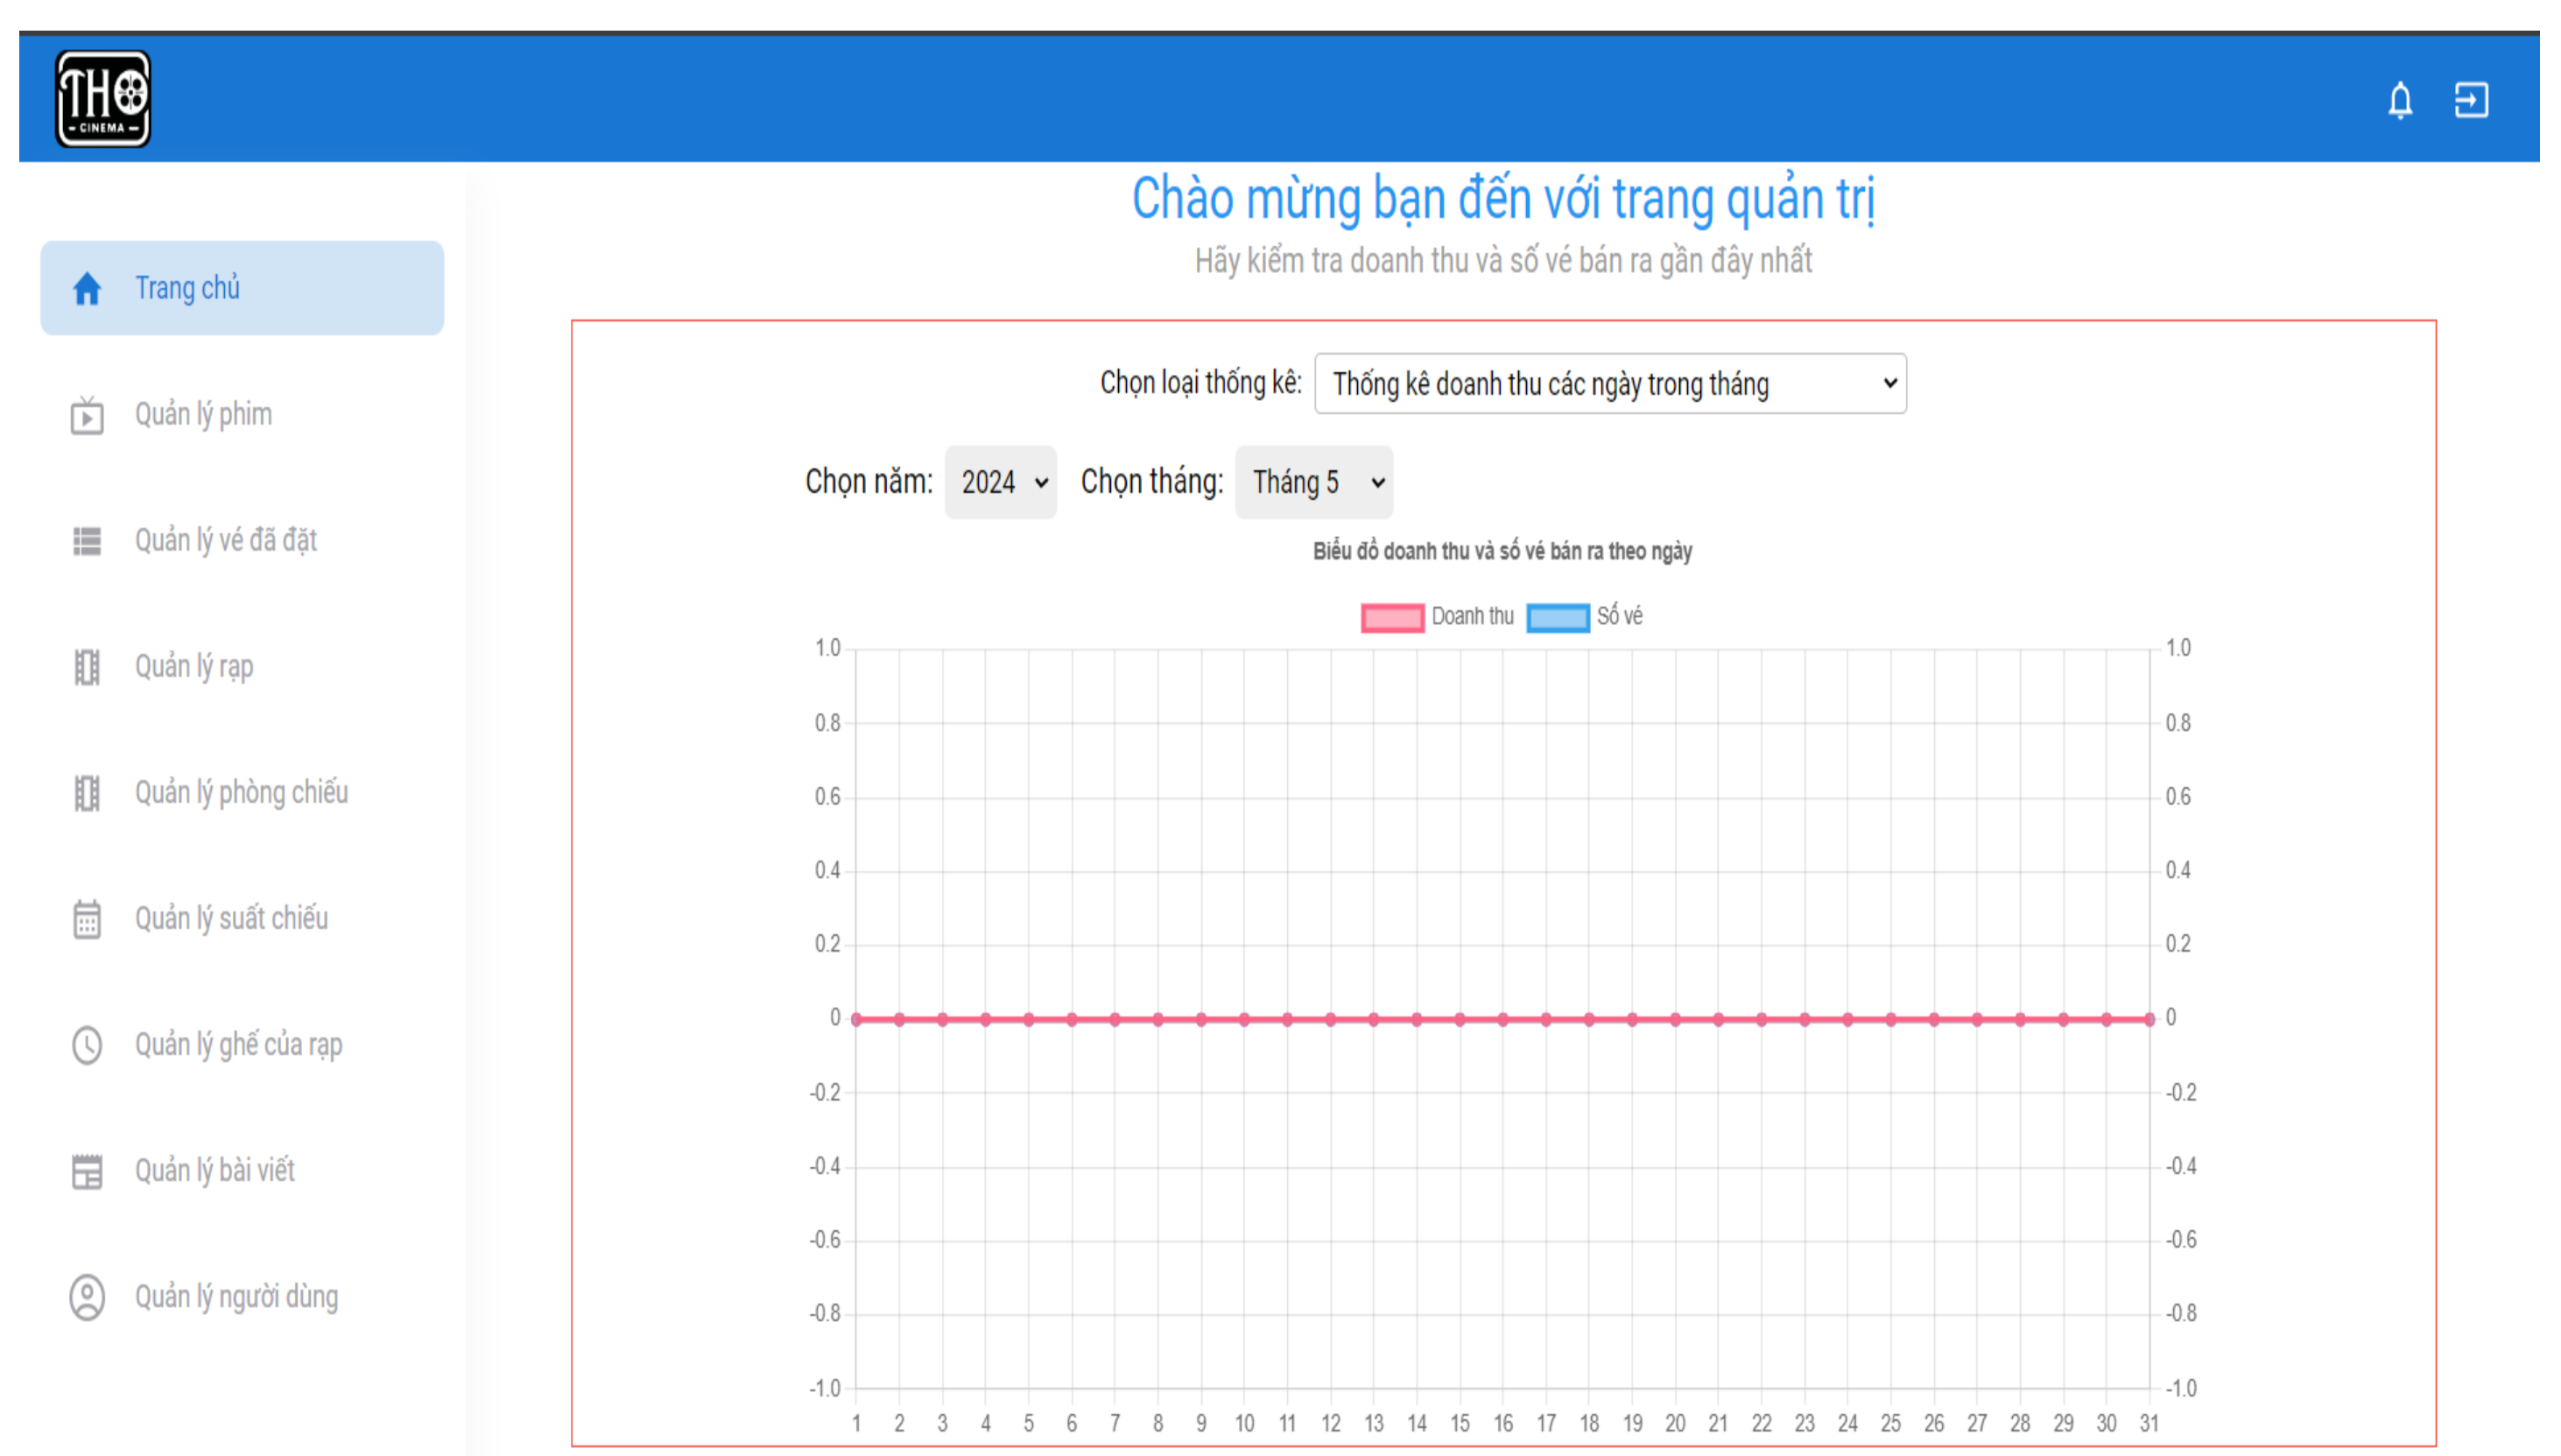 THO
- CINEMA -
Chào mừng bạn đến với trang quản trị
Hãy kiểm tra doanh thu và số vé bán ra gần đây nhất
Trang chủ
Quản lý phim
Quản lý vé đã đặt
Quản lý rạp
Quản lý phòng chiếu
Quản lý suất chiếu
Quản lý ghế của rạp
Quản lý bài viết
Quản lý người dùng
Chọn loại thống kê: Thống kê doanh thu các ngày trong tháng
Chọn năm: 2024 Chọn tháng: Tháng 5
Biểu đồ doanh thu và số vé bán ra theo ngày
Doanh thu Số vé
1.0 1.0
0.8 0.8
0.6 0.6
0.4 0.4
0.2 0.2
0 0
-0.2 -0.2
-0.4 -0.4
-0.6 -0.6
-0.8 -0.8
-1.0 -1.0
1 2 3 4 5 6 7 8 9 10 11 12 13 14 15 16 17 18 19 20 21 22 23 24 25 26 27 28 29 30 31